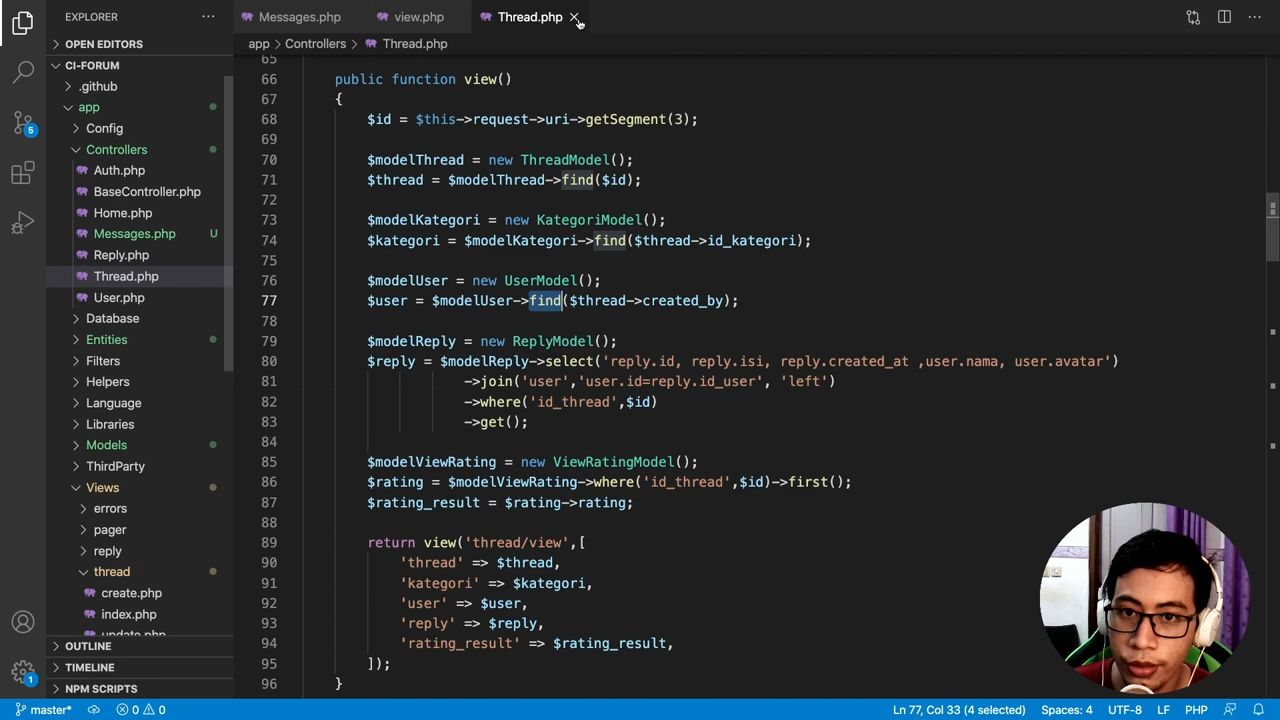 EXPLORER
Messages.php
view.php
Thread.php
OPEN EDITORS
app
Controllers
Thread.php
CI-FORUM
.github
app
Config
Controllers
Auth.php
BaseController.php
Home.php
Messages.php U
Reply.php
Thread.php
User.php
Database
Entities
Filters
Helpers
Language
Libraries
Models
ThirdParty
Views
errors
pager
reply
thread
create.php
index.php
update.php
OUTLINE
TIMELINE
NPM SCRIPTS
5
1
65
66 public function view()
67 {
68 $id = $this->request->uri->getSegment(3);
69
70 $modelThread = new ThreadModel();
71 $thread = $modelThread->find($id);
72
73 $modelKategori = new KategoriModel();
74 $kategori = $modelKategori->find($thread->id_kategori);
75
76 $modelUser = new UserModel();
77 $user = $modelUser->find($thread->created_by);
78
79 $modelReply = new ReplyModel();
80 $reply = $modelReply->select('reply.id, reply.isi, reply.created_at ,user.nama, user.avatar')
81 ->join('user','user.id=reply.id_user', 'left')
82 ->where('id_thread',$id)
83 ->get();
84
85 $modelViewRating = new ViewRatingModel();
86 $rating = $modelViewRating->where('id_thread',$id)->first();
87 $rating_result = $rating->rating;
88
89 return view('thread/view',[
90 'thread' => $thread,
91 'kategori' => $kategori,
92 'user' => $user,
93 'reply' => $reply,
94 'rating_result' => $rating_result,
95 ]);
96 }
master*
0 0
Ln 77, Col 33 (4 selected)
Spaces: 4
UTF-8
LF
PHP